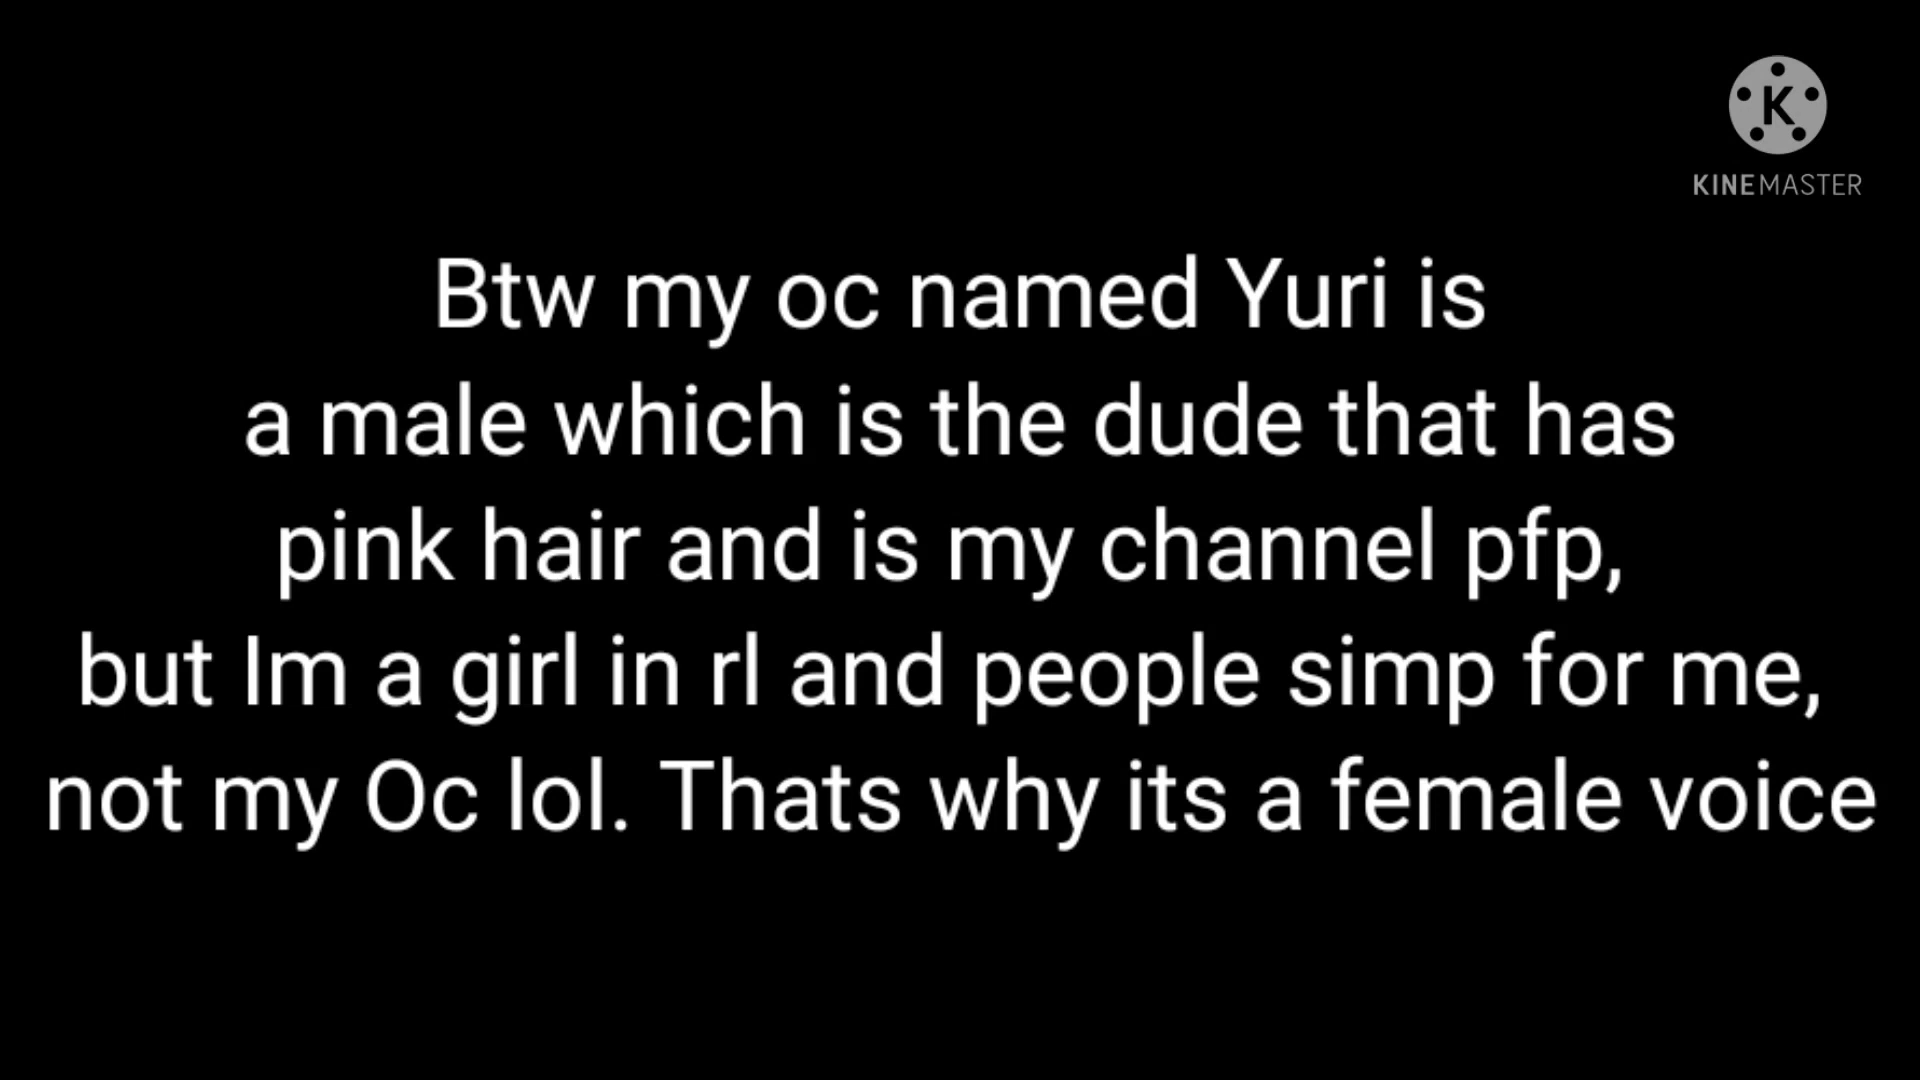 K
KINEMASTER
Btw my oc named Yuri is
a male which is the dude that has
pink hair and is my channel pfp,
but Im a girl in rl and people simp for me,
not my Oc lol. Thats why its a female voice